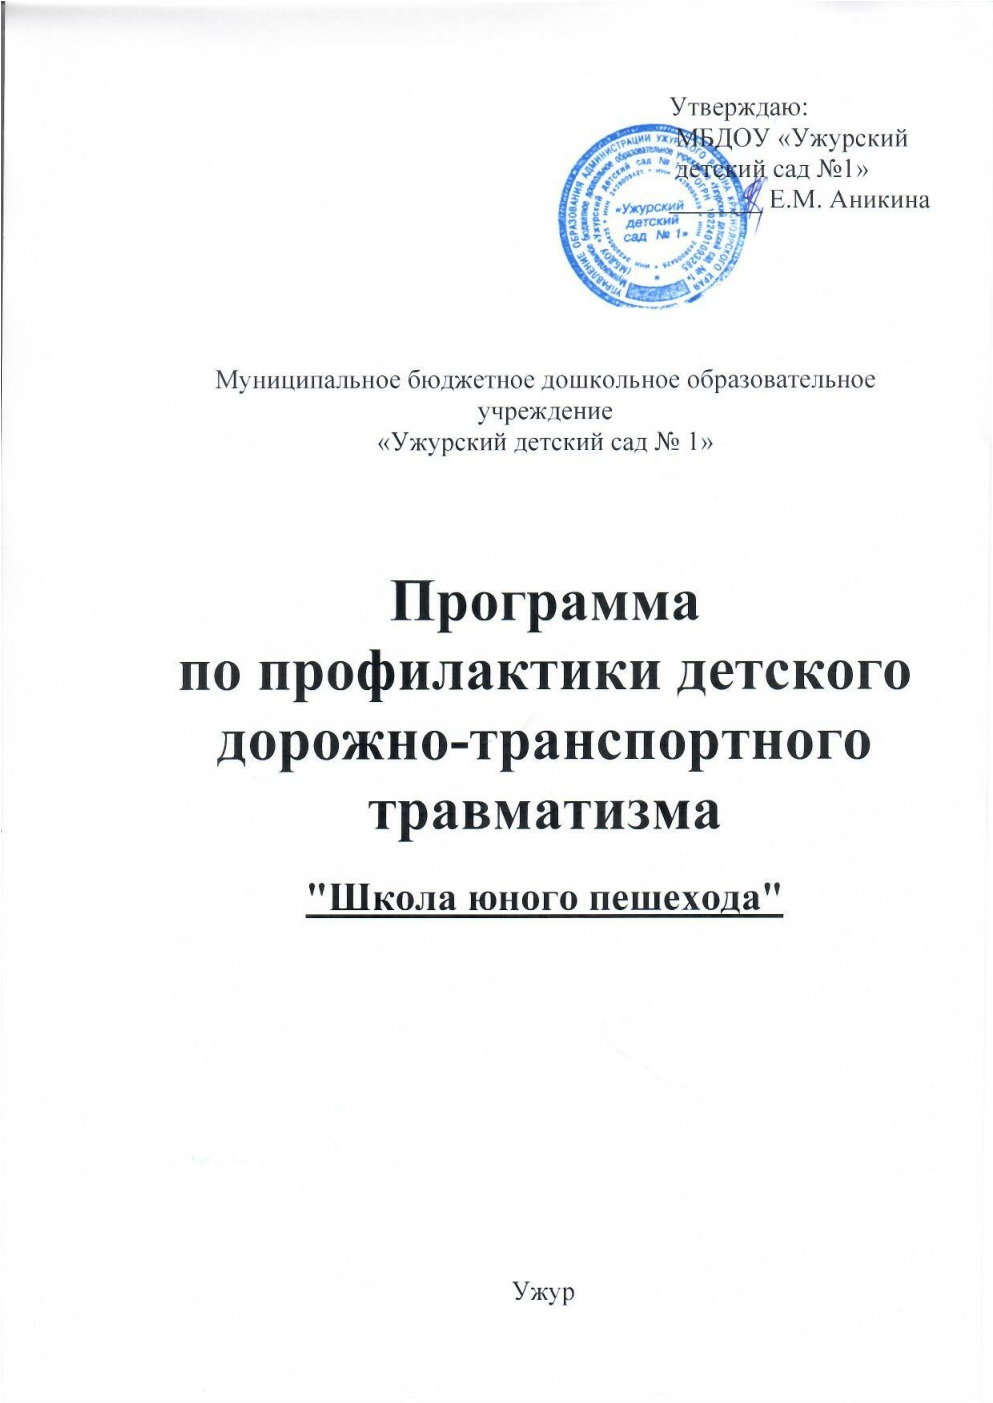 Утверждаю:
МБДОУ «Ужурский
детский сад №1»
Е.М. Аникина
«Ужурский
детский
сад № 1»
Муниципальное бюджетное дошкольное образовательное
учреждение
«Ужурский детский сад № 1»
Программа
по профилактики детского
дорожно-транспортного
травматизма
"Школа юного пешехода"
Ужур